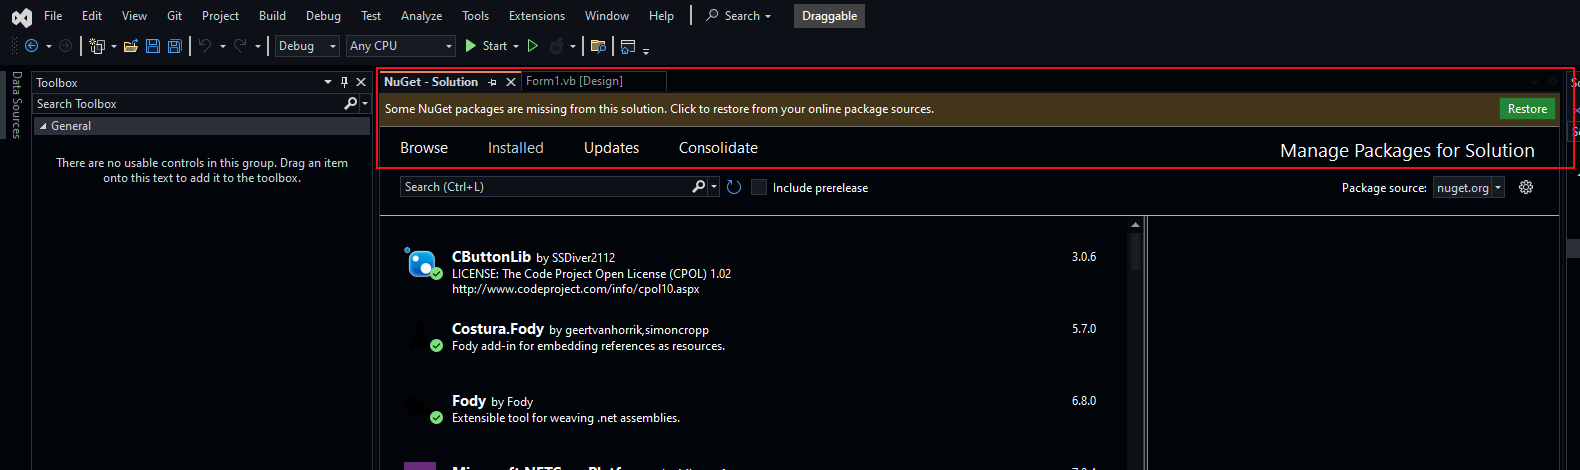 File Edit View Git Project Build Debug Test Analyze Tools Extensions Window Help Search Draggable
Debug Any CPU Start
Data Sources
Toolbox
Search Toolbox
General
There are no usable controls in this group. Drag an item
onto this text to add it to the toolbox.
NuGet - Solution Form1.vb [Design]
Some NuGet packages are missing from this solution. Click to restore from your online package sources. Restore
Browse Installed Updates Consolidate Manage Packages for Solution
Search (Ctrl+L) Include prerelease Package source: nuget.org
CButtonLib by SSDiver2112 3.0.6
LICENSE: The Code Project Open License (CPOL) 1.02
http://www.codeproject.com/info/cpol10.aspx
Costura.Fody by geertvanhorrik,simoncropp 5.7.0
Fody add-in for embedding references as resources.
Fody by Fody 6.8.0
Extensible tool for weaving .net assemblies.